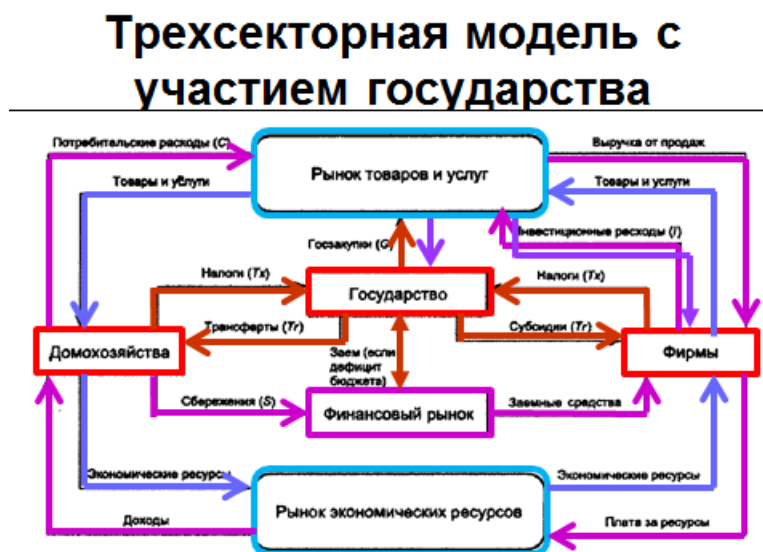 Трехсекторная модель с
участием государства
Потребительские расходы (C)
Выручка от продаж
Рынок товаров и услуг
Товары и услуги
Товары и услуги
Инвестиционные расходы (I)
Госзакупки (G)
Налоги (Tx)
Налоги (Tx)
Государство
Трансферты (Tr)
Субсидии (Tr)
Домохозяйства
Фирмы
Заем (если
дефицит
бюджета)
Сбережения (S)
Финансовый рынок
Заемные средства
Экономические ресурсы
Экономические ресурсы
Рынок экономических ресурсов
Доходы
Плата за ресурсы